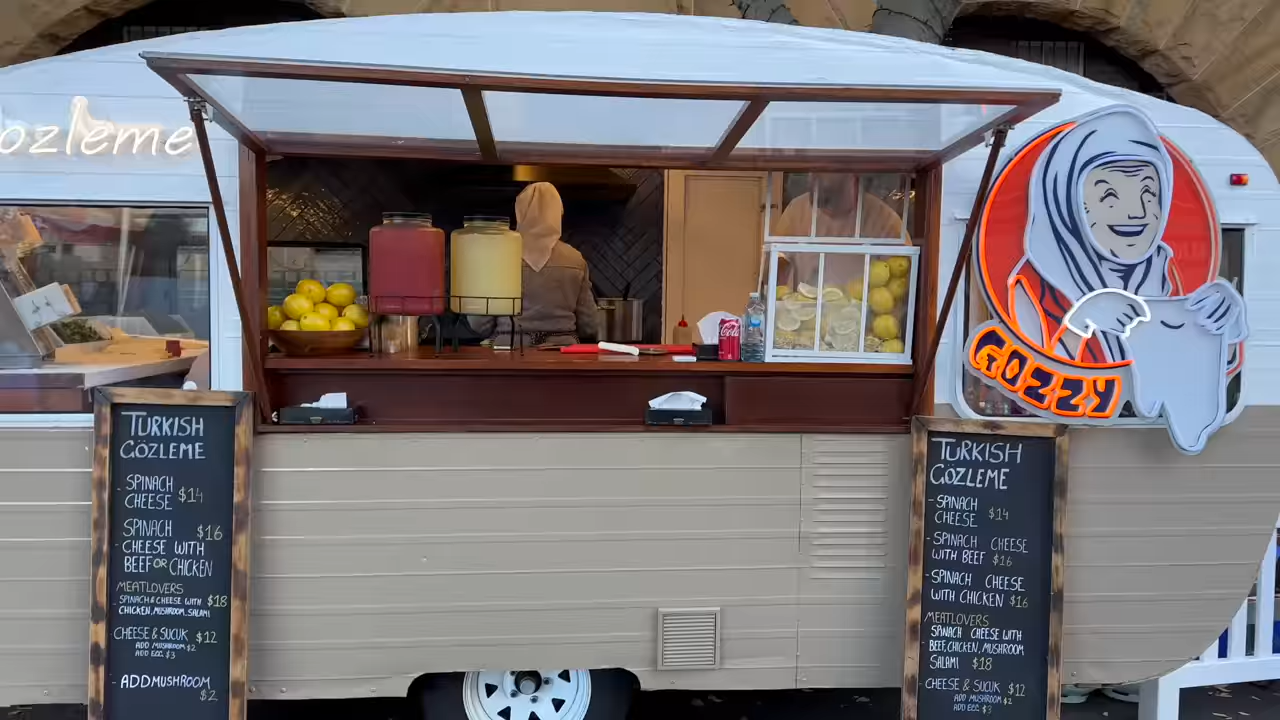 özleme
GOZZY
Coca-Cola
TURKISH
GÖZLEME
- SPINACH
CHEESE $14
SPINACH $16
- CHEESE WITH
BEEF OR CHICKEN
MEATLOVERS
SPINACH & CHEESE WITH $18
CHICKEN, MUSHROOM, SALAMI
CHEESE & SUCUK $12
ADD MUSHROOM $2
ADD EGG $3
- ADD MUSHROOM
$2
TURKISH
GÖZLEME
- SPINACH
CHEESE $14
- SPINACH CHEESE
WITH BEEF $16
- SPINACH CHEESE
WITH CHICKEN $16
MEATLOVERS
SPINACH CHEESE WITH
BEEF, CHICKEN, MUSHROOM
SALAMI $18
- CHEESE & SUCUK $12
ADD MUSHROOM $2
ADD EGG $3